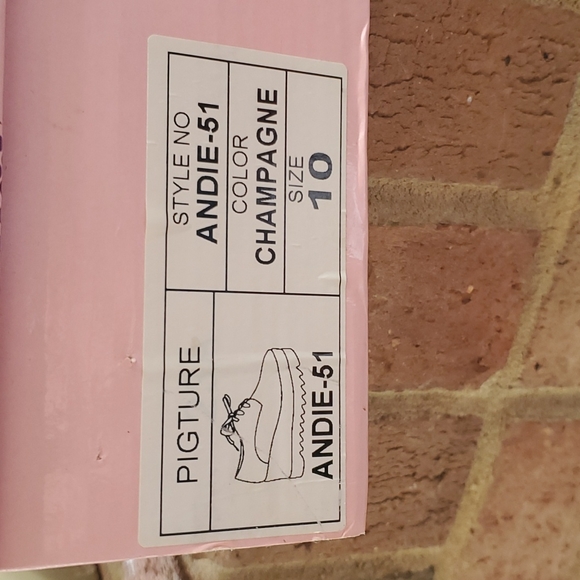 PIGTURE
ANDIE-51
STYLE NO
ANDIE-51
COLOR
CHAMPAGNE
SIZE
10